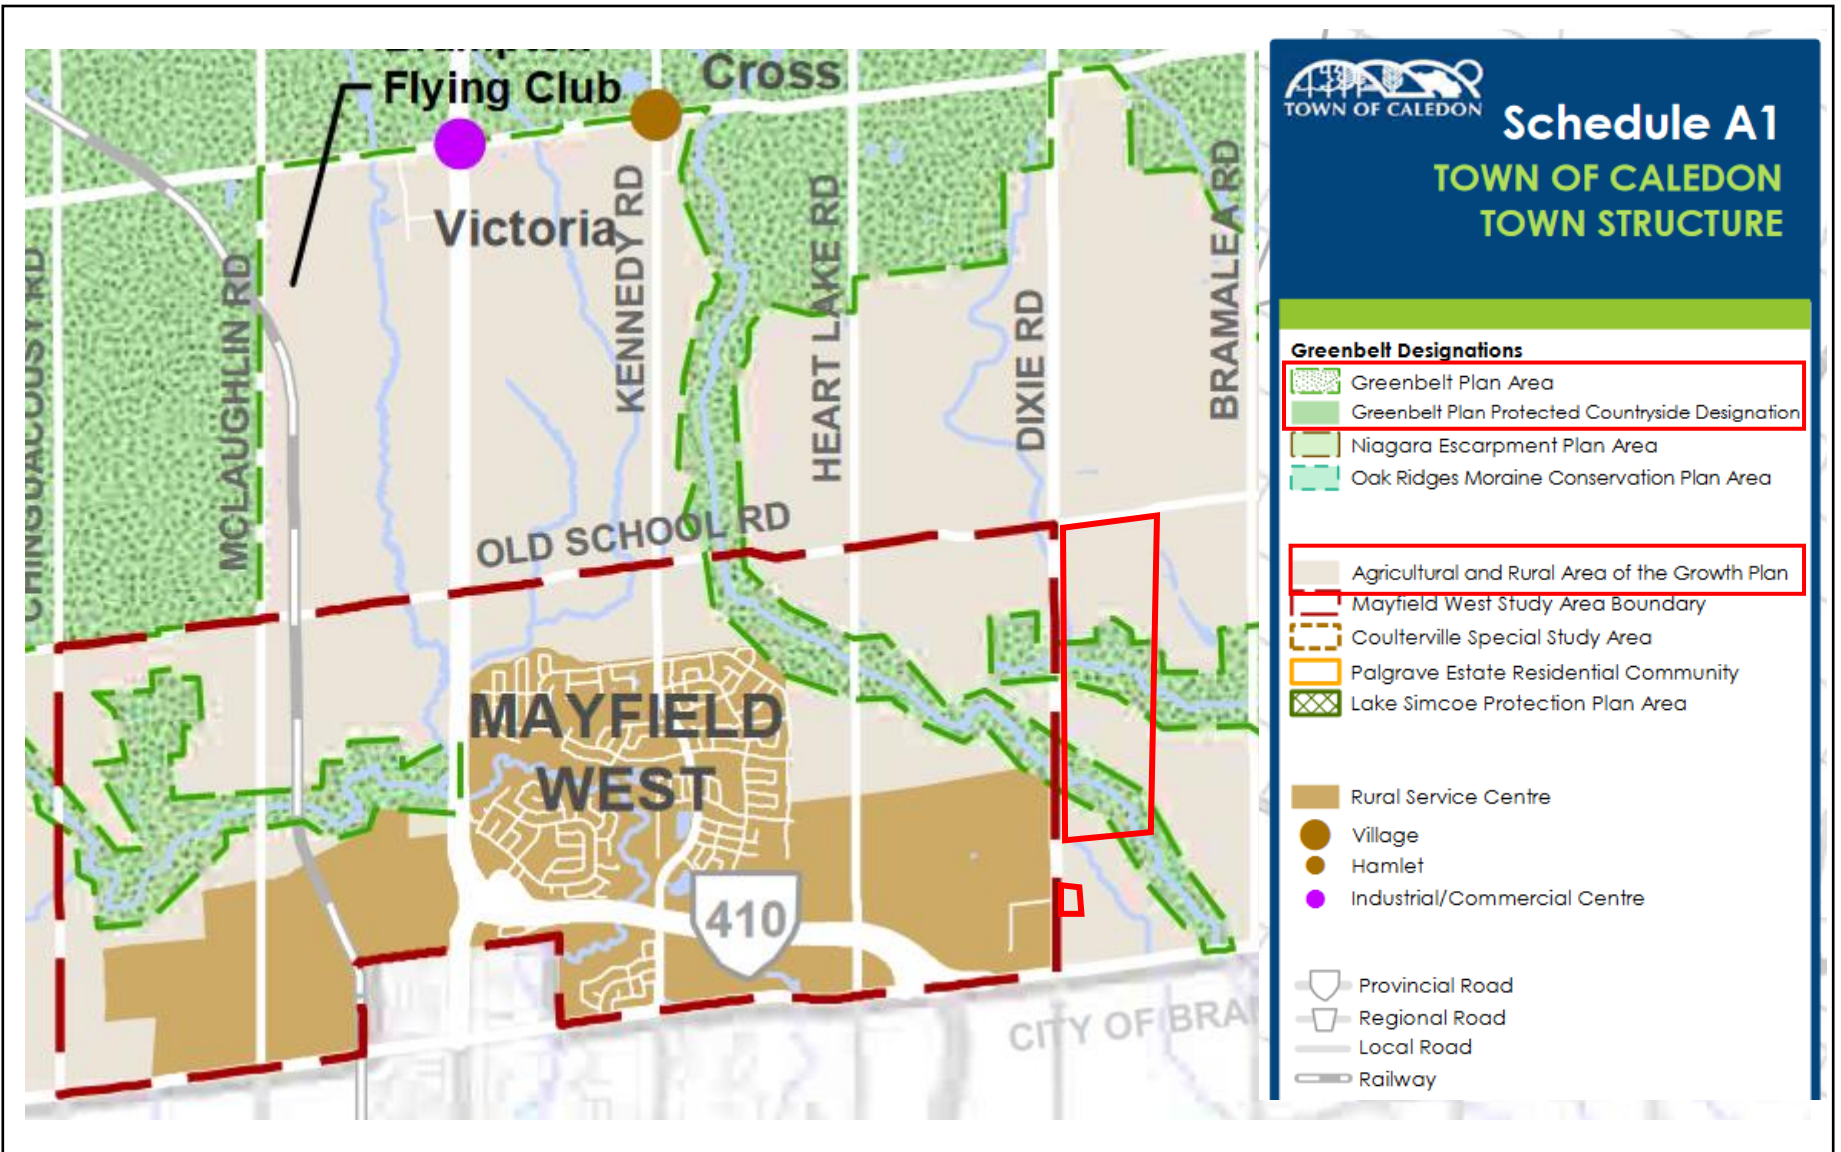 Flying Club
Cross
Victoria
KENNEDY RD
HEART LAKE RD
DIXIE RD
BRAMALEA RD
MCLAUGHLIN RD
CHINGUACOUSY RD
OLD SCHOOL RD
MAYFIELD
WEST
410
CITY OF BRA
TOWN OF CALEDON
Schedule A1
TOWN OF CALEDON
TOWN STRUCTURE
Greenbelt Designations
Greenbelt Plan Area
Greenbelt Plan Protected Countryside Designation
Niagara Escarpment Plan Area
Oak Ridges Moraine Conservation Plan Area
Agricultural and Rural Area of the Growth Plan
Mayfield West Study Area Boundary
Coulterville Special Study Area
Palgrave Estate Residential Community
Lake Simcoe Protection Plan Area
Rural Service Centre
Village
Hamlet
Industrial/Commercial Centre
Provincial Road
Regional Road
Local Road
Railway